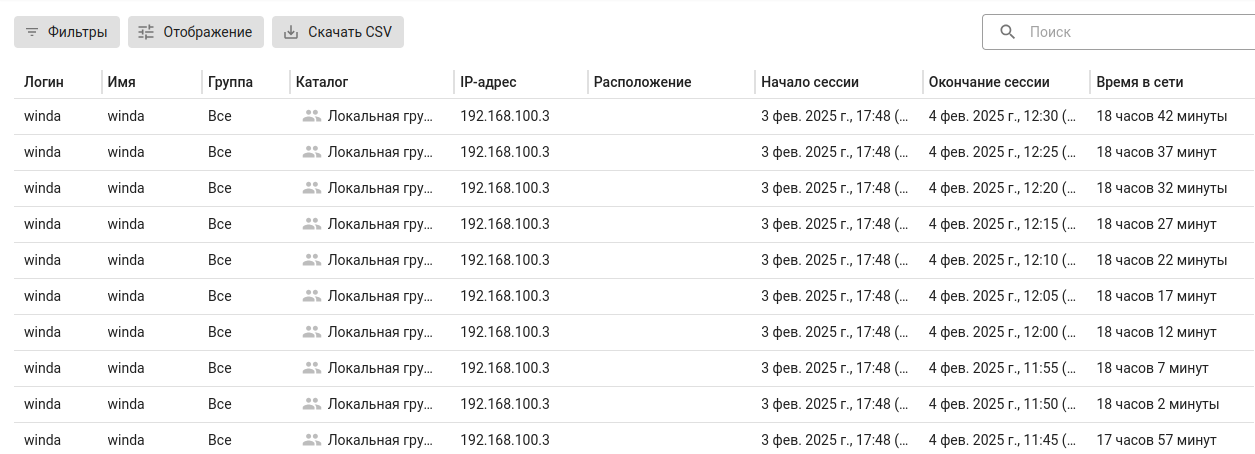 Фильтры Отображение Скачать CSV Поиск
Логин Имя Группа Каталог IP-адрес Расположение Начало сессии Окончание сессии Время в сети
winda winda Все Локальная гру... 192.168.100.3 3 фев. 2025 г., 17:48 (... 4 фев. 2025 г., 12:30 (... 18 часов 42 минуты
winda winda Все Локальная гру... 192.168.100.3 3 фев. 2025 г., 17:48 (... 4 фев. 2025 г., 12:25 (... 18 часов 37 минут
winda winda Все Локальная гру... 192.168.100.3 3 фев. 2025 г., 17:48 (... 4 фев. 2025 г., 12:20 (... 18 часов 32 минуты
winda winda Все Локальная гру... 192.168.100.3 3 фев. 2025 г., 17:48 (... 4 фев. 2025 г., 12:15 (... 18 часов 27 минут
winda winda Все Локальная гру... 192.168.100.3 3 фев. 2025 г., 17:48 (... 4 фев. 2025 г., 12:10 (... 18 часов 22 минуты
winda winda Все Локальная гру... 192.168.100.3 3 фев. 2025 г., 17:48 (... 4 фев. 2025 г., 12:05 (... 18 часов 17 минут
winda winda Все Локальная гру... 192.168.100.3 3 фев. 2025 г., 17:48 (... 4 фев. 2025 г., 12:00 (... 18 часов 12 минут
winda winda Все Локальная гру... 192.168.100.3 3 фев. 2025 г., 17:48 (... 4 фев. 2025 г., 11:55 (... 18 часов 7 минут
winda winda Все Локальная гру... 192.168.100.3 3 фев. 2025 г., 17:48 (... 4 фев. 2025 г., 11:50 (... 18 часов 2 минуты
winda winda Все Локальная гру... 192.168.100.3 3 фев. 2025 г., 17:48 (... 4 фев. 2025 г., 11:45 (... 17 часов 57 минут